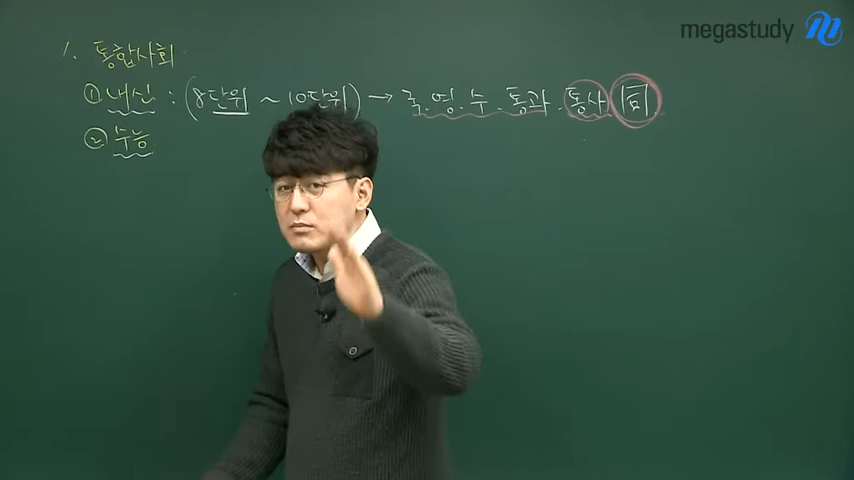 megastudy
1. 통합사회
① 내신 : (8단위 ~ 10단위) → 국.영.수.통과.통사 同
② 수능